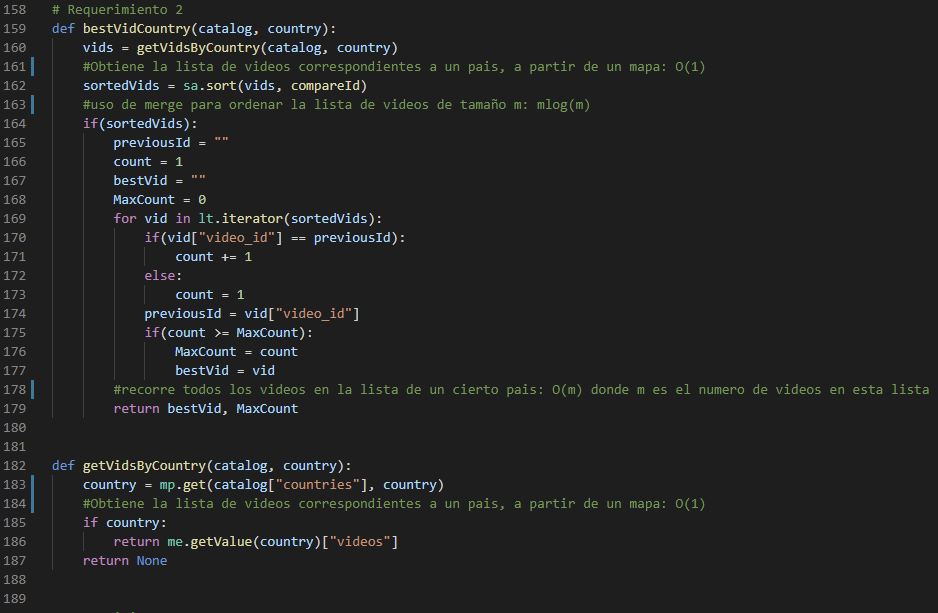 158 # Requerimiento 2
159 def bestVidCountry(catalog, country):
160     vids = getVidsByCountry(catalog, country)
161     #Obtiene la lista de videos correspondientes a un pais, a partir de un mapa: O(1)
162     sortedVids = sa.sort(vids, compareId)
163     #uso de merge para ordenar la lista de videos de tamaño m: mlog(m)
164     if(sortedVids):
165         previousId = ""
166         count = 1
167         bestVid = ""
168         MaxCount = 0
169         for vid in lt.iterator(sortedVids):
170             if(vid["video_id"] == previousId):
171                 count += 1
172             else:
173                 count = 1
174             previousId = vid["video_id"]
175             if(count >= MaxCount):
176                 MaxCount = count
177                 bestVid = vid
178         #recorre todos los videos en la lista de un cierto pais: O(m) donde m es el numero de videos en esta lista
179         return bestVid, MaxCount
180
181
182 def getVidsByCountry(catalog, country):
183     country = mp.get(catalog["countries"], country)
184     #Obtiene la lista de videos correspondientes a un pais, a partir de un mapa: O(1)
185     if country:
186         return me.getValue(country)["videos"]
187     return None
188
189